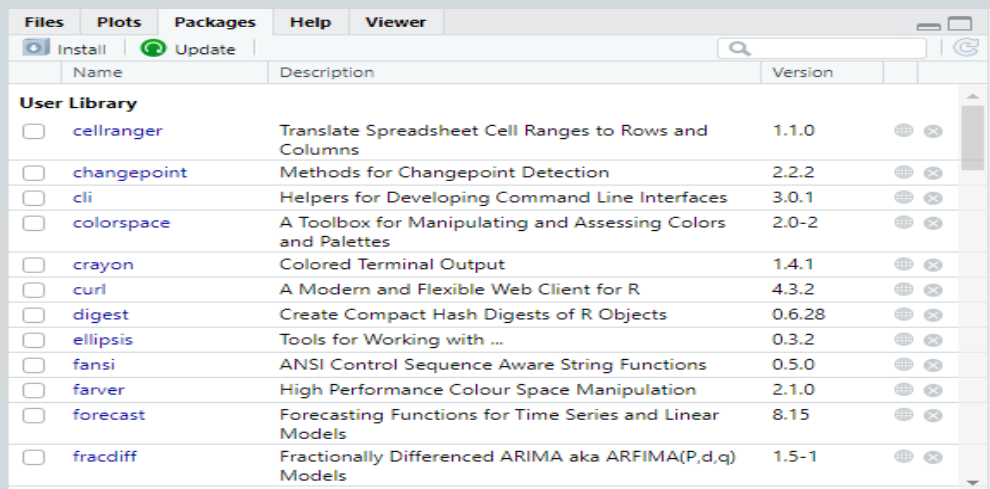 Files Plots Packages Help Viewer
Install Update
Name Description Version
User Library
cellranger Translate Spreadsheet Cell Ranges to Rows and 1.1.0
Columns
changepoint Methods for Changepoint Detection 2.2.2
cli Helpers for Developing Command Line Interfaces 3.0.1
colorspace A Toolbox for Manipulating and Assessing Colors 2.0-2
and Palettes
crayon Colored Terminal Output 1.4.1
curl A Modern and Flexible Web Client for R 4.3.2
digest Create Compact Hash Digests of R Objects 0.6.28
ellipsis Tools for Working with ... 0.3.2
fansi ANSI Control Sequence Aware String Functions 0.5.0
farver High Performance Colour Space Manipulation 2.1.0
forecast Forecasting Functions for Time Series and Linear 8.15
Models
fracdiff Fractionally Differenced ARIMA aka ARFIMA(P,d,q) 1.5-1
Models